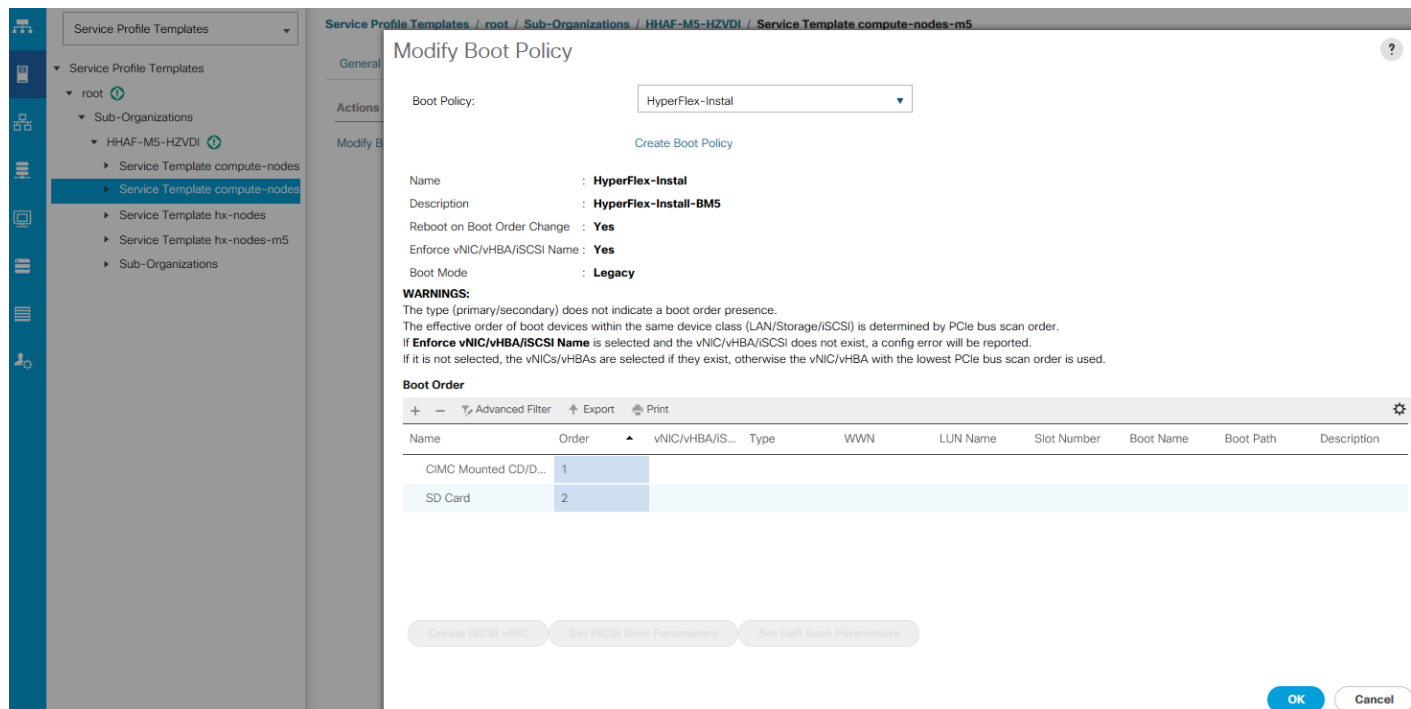 Service Profile Templates
Service Profile Templates
root
Sub-Organizations
HHAF-M5-HZVDI
Service Template compute-nodes
Service Template compute-nodes
Service Template hx-nodes
Service Template hx-nodes-m5
Sub-Organizations
Service Profile Templates / root / Sub-Organizations / HHAF-M5-HZVDI / Service Template compute-nodes-m5
General
Actions
Modify B
Modify Boot Policy
?
Boot Policy: HyperFlex-Instal
Create Boot Policy
Name : HyperFlex-Instal
Description : HyperFlex-Install-BM5
Reboot on Boot Order Change : Yes
Enforce vNIC/vHBA/iSCSI Name : Yes
Boot Mode : Legacy
WARNINGS:
The type (primary/secondary) does not indicate a boot order presence.
The effective order of boot devices within the same device class (LAN/Storage/iSCSI) is determined by PCIe bus scan order.
If Enforce vNIC/vHBA/iSCSI Name is selected and the vNIC/vHBA/iSCSI does not exist, a config error will be reported.
If it is not selected, the vNICs/vHBAs are selected if they exist, otherwise the vNIC/vHBA with the lowest PCIe bus scan order is used.
Boot Order
+ − Advanced Filter Export Print
Name Order vNIC/vHBA/iS... Type WWN LUN Name Slot Number Boot Name Boot Path Description
CIMC Mounted CD/D... 1
SD Card 2
Create iSCSI vNIC Set iSCSI Boot Parameters Set Uefi Boot Parameters
OK Cancel